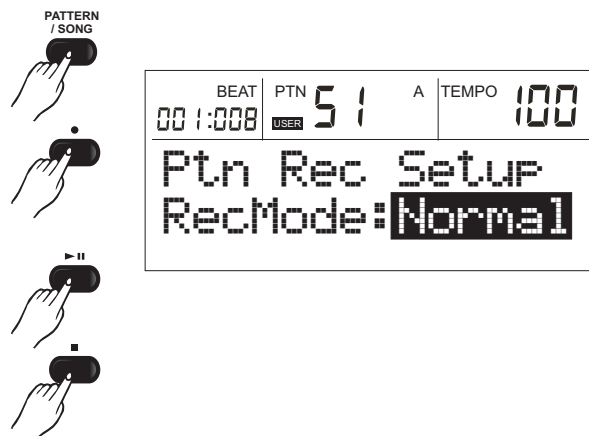 PATTERN
/ SONG
BEAT PTN A TEMPO
001:008 USER 51 100
Ptn Rec Setup
RecMode:Normal